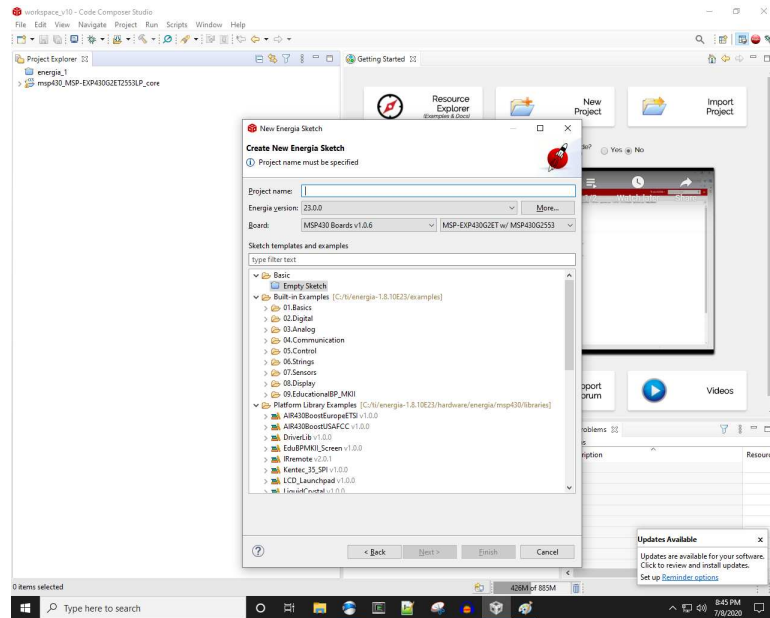 workspace_v10 - Code Composer Studio
File Edit View Navigate Project Run Scripts Window Help
Project Explorer
energia_1
msp430_MSP-EXP430G2ET2553LP_core
Getting Started
Resource Explorer
(Examples & Docs)
New Project
Import Project
Yes No
New Energia Sketch
Create New Energia Sketch
Project name must be specified
Project name:
Energia version: 23.0.0 More...
Board: MSP430 Boards v1.0.6 MSP-EXP430G2ET w/ MSP430G2553
Sketch templates and examples
type filter text
Basic
Empty Sketch
Built-in Examples [C:/ti/energia-1.8.10E23/examples]
01.Basics
02.Digital
03.Analog
04.Communication
05.Control
06.Strings
07.Sensors
08.Display
09.EducationalBP_MKII
Platform Library Examples [C:/ti/energia-1.8.10E23/hardware/energia/msp430/libraries]
AIR430BoostEuropeETSI v1.0.0
AIR430BoostUSAFCC v1.0.0
DriverLib v1.0.0
EduBPMKII_Screen v1.0.0
IRremote v2.0.1
Kentec_35_SPI v1.0.0
LCD_Launchpad v1.0.0
LiquidCrystal v1.0.0
< Back Next > Finish Cancel
Videos
Updates Available x
Updates are available for your software.
Click to review and install updates.
Set up Reminder options
0 items selected
426M of 885M
Type here to search
8:45 PM
7/8/2020